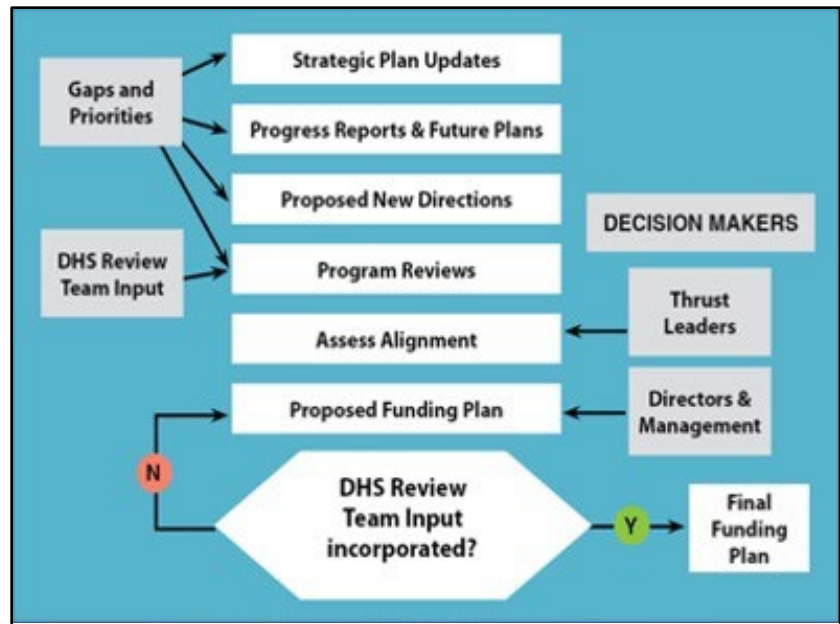 Gaps and
Priorities
Strategic Plan Updates
Progress Reports & Future Plans
Proposed New Directions
DECISION MAKERS
DHS Review
Team Input
Program Reviews
Thrust
Leaders
Assess Alignment
Proposed Funding Plan
Directors &
Management
N
DHS Review
Team Input
incorporated?
Y
Final
Funding
Plan